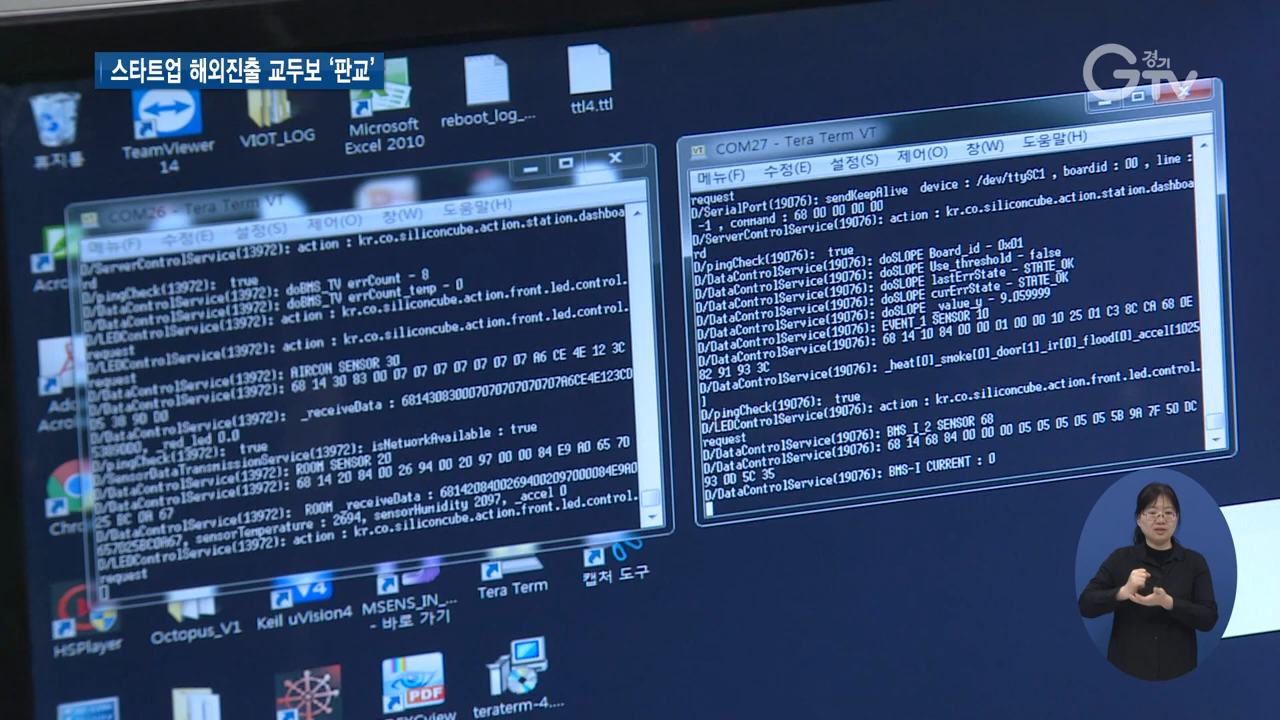 스타트업 해외진출 교두보 ‘판교’
G경기TV
휴지통
TeamViewer
14
VIOT_LOG
Microsoft
Excel 2010
reboot_log_...
ttl4.ttl
COM26 - Tera Term VT
메뉴(F) 수정(E) 설정(S) 제어(O) 창(W) 도움말(H)
D/ServerControlService(13972): action : kr.co.siliconcube.action.station.dashboa
rd
D/pingCheck(13972): true
D/DataControlService(13972): doBMS_TV errCount - 8
D/DataControlService(13972): doBMS_TV errCount_temp - 0
D/LEDControlService(13972): action : kr.co.siliconcube.action.front.led.control.
request
D/LEDControlService(13972): action : kr.co.siliconcube.action.front.led.control.
request
D/DataControlService(13972): AIRCON SENSOR 30
D/DataControlService(13972): 68 14 30 83 00 07 07 07 07 07 07 07 A6 CE 4E 12 3C
D5 38 9D 00
D/DataControlService(13972): _receiveData : 68143083000707070707070707A6CE4E123CD
5389D00, _red_led 0.0
D/pingCheck(13972): true
D/SensorDataTransmissionService(13972): isNetworkAvailable : true
D/DataControlService(13972): ROOM SENSOR 20
D/DataControlService(13972): 68 14 20 84 00 26 94 00 20 97 00 00 84 E9 A0 65 70
25 BC 0A 67
D/DataControlService(13972): ROOM _receiveData : 68142084002694002097000084E9A0
657025BC0A67, sensorTemperature : 2694, sensorHumidity 2097, _accel 0
D/LEDControlService(13972): action : kr.co.siliconcube.action.front.led.control.
request
COM27 - Tera Term VT
메뉴(F) 수정(E) 설정(S) 제어(O) 창(W) 도움말(H)
request
D/SerialPort(19076): sendKeepAlive device : /dev/ttySC1 , boardid : 00 , line :
-1 , command : 68 00 00 00 00
D/ServerControlService(19076): action : kr.co.siliconcube.action.station.dashboa
rd
D/pingCheck(19076): true
D/DataControlService(19076): doSLOPE Board_id - 0x01
D/DataControlService(19076): doSLOPE Use_threshold - false
D/DataControlService(19076): doSLOPE lastErrState - STATE_OK
D/DataControlService(19076): doSLOPE curErrState - STATE_OK
D/DataControlService(19076): doSLOPE _value_y - 9.059999
D/DataControlService(19076): EVENT_1 SENSOR 10
D/DataControlService(19076): 68 14 10 84 00 00 01 00 00 10 25 01 C3 8C CA 68 0E
82 91 93 3C
D/DataControlService(19076): _heat[0]_smoke[0]_door[1]_ir[0]_flood[0]_accel[1025
]
D/pingCheck(19076): true
D/LEDControlService(19076): action : kr.co.siliconcube.action.front.led.control.
request
D/DataControlService(19076): BMS_I_2 SENSOR 68
D/DataControlService(19076): 68 14 68 84 00 00 00 05 05 05 05 05 5B 9A 7F 50 DC
93 0D 5C 35
D/DataControlService(19076): BMS-I CURRENT : 0
HSPlayer
Octopus_V1
Keil uVision4
MSENS_IN_...
- 바로 가기
Tera Term
캡처 도구
PDF
teraterm-4....